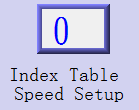 0
Index Table
Speed Setup